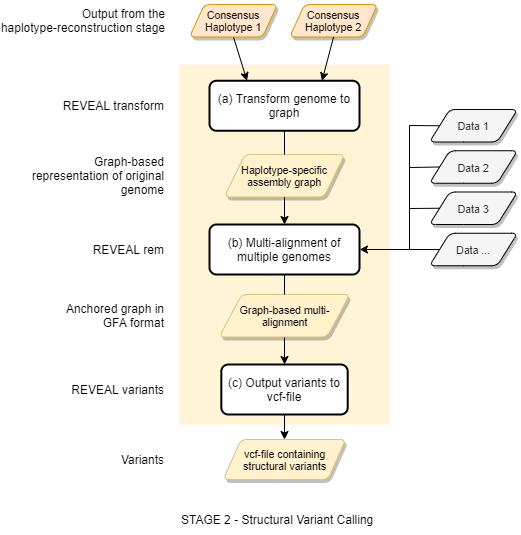 Output from the
haplotype-reconstruction stage
Consensus
Haplotype 1
Consensus
Haplotype 2
REVEAL transform
(a) Transform genome to
graph
Data 1
Graph-based
representation of original
genome
Haplotype-specific
assembly graph
Data 2
Data 3
REVEAL rem
(b) Multi-alignment of
multiple genomes
Data ...
Anchored graph in
GFA format
Graph-based multi-
alignment
REVEAL variants
(c) Output variants to
vcf-file
Variants
vcf-file containing
structural variants
STAGE 2 - Structural Variant Calling